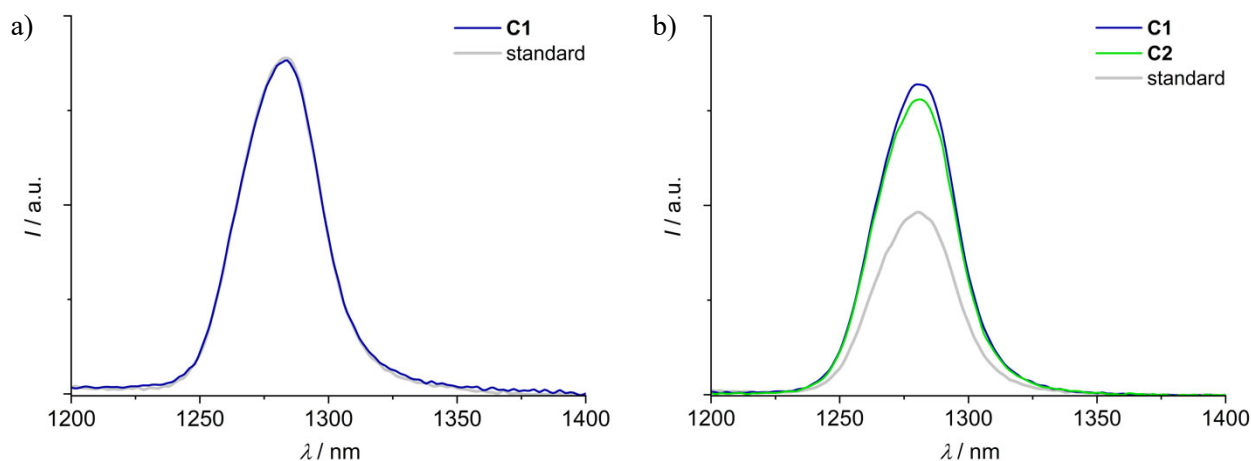 a)
C1
standard
I / a.u.
1200 1250 1300 1350 1400
λ / nm
b)
C1
C2
standard
I / a.u.
1200 1250 1300 1350 1400
λ / nm